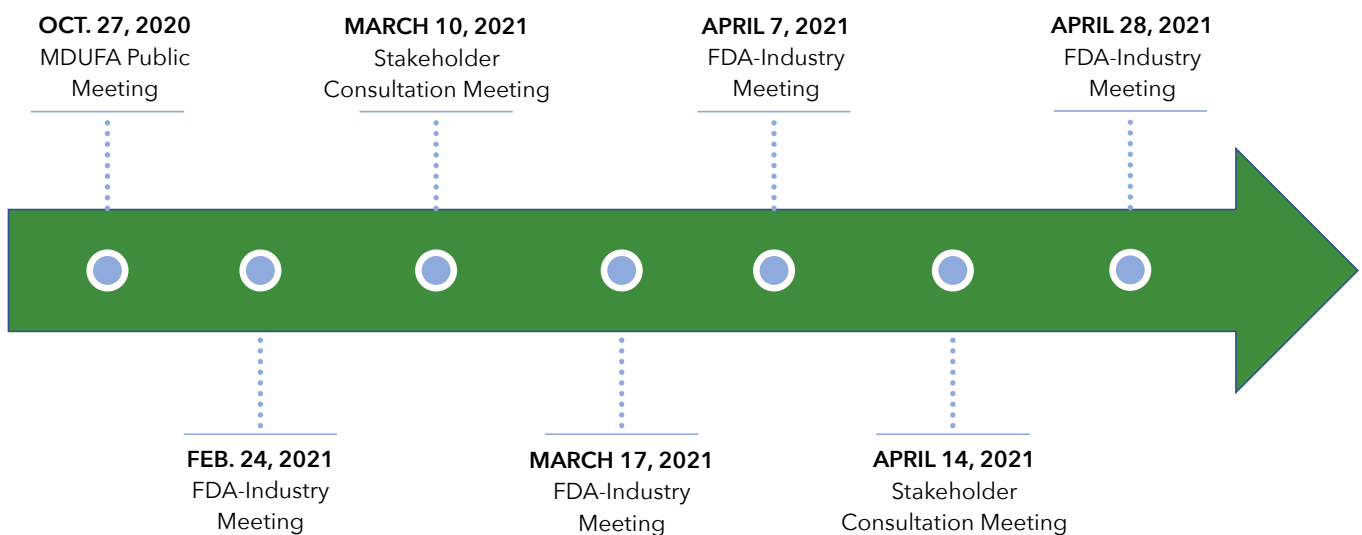 OCT. 27, 2020
MDUFA Public
Meeting
MARCH 10, 2021
Stakeholder
Consultation Meeting
APRIL 7, 2021
FDA-Industry
Meeting
APRIL 28, 2021
FDA-Industry
Meeting
FEB. 24, 2021
FDA-Industry
Meeting
MARCH 17, 2021
FDA-Industry
Meeting
APRIL 14, 2021
Stakeholder
Consultation Meeting